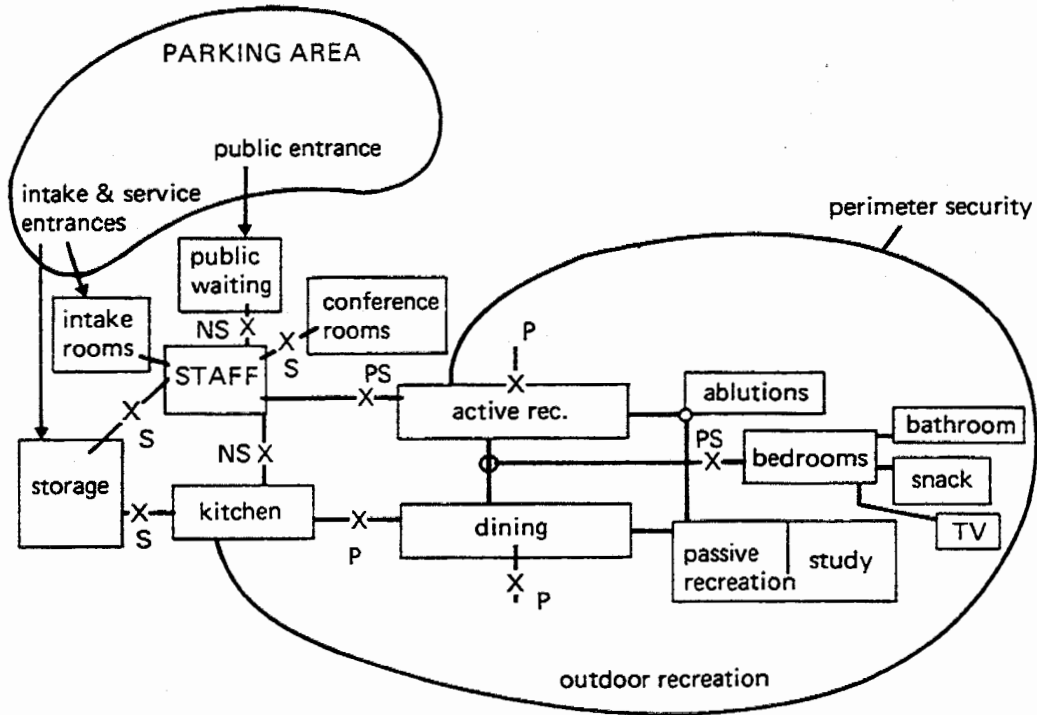 PARKING AREA
public entrance
intake & service
entrances
perimeter security
public
waiting
conference
rooms
intake
rooms
NS X
X
S
P
X
STAFF
PS
X
active rec.
ablutions
X
S
bathroom
NS X
PS
X
bedrooms
storage
snack
kitchen
X
S
X
P
dining
TV
passive
recreation
study
X
P
outdoor recreation